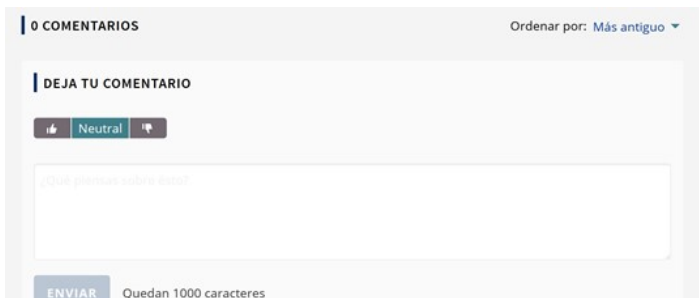 0 COMENTARIOS
Ordenar por: Más antiguo
DEJA TU COMENTARIO
Neutral
¿Qué piensas sobre esto?
ENVIAR Quedan 1000 caracteres